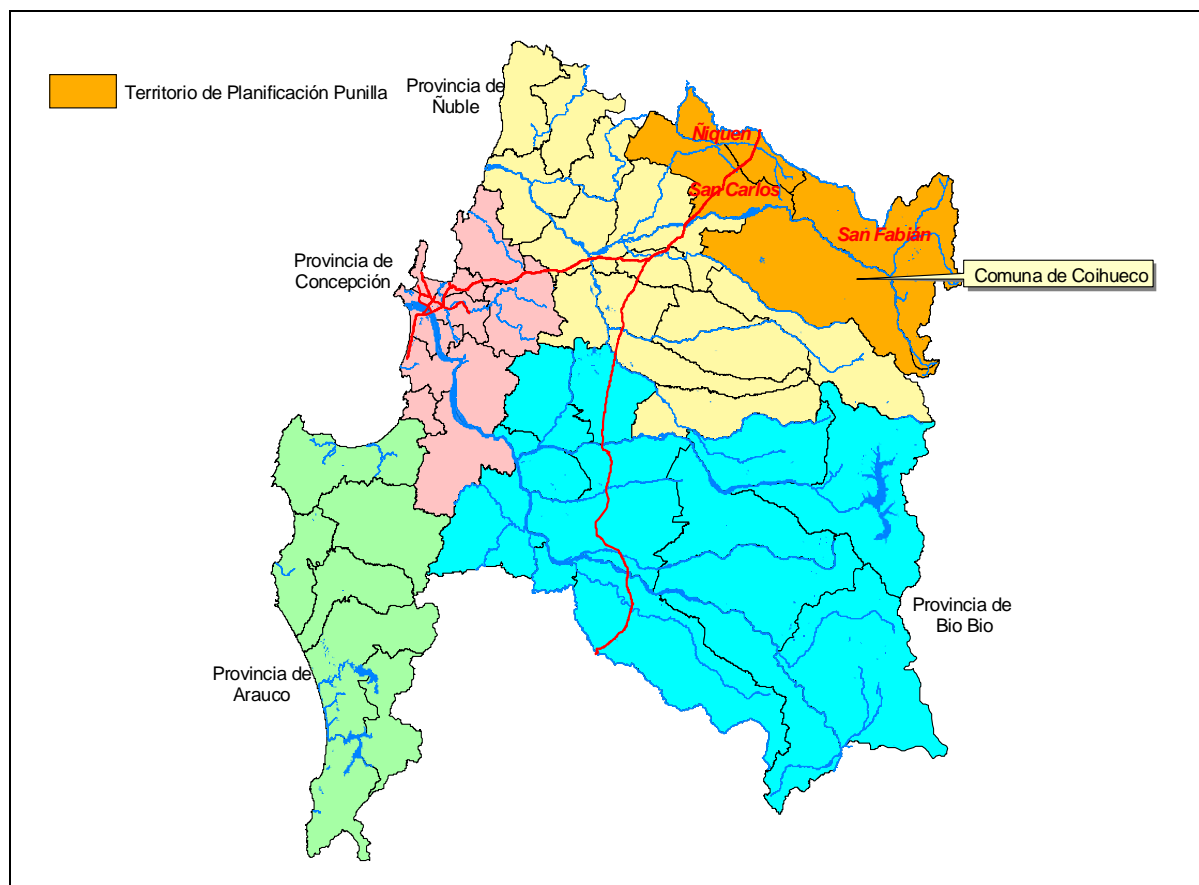 Territorio de Planificación Punilla
Provincia de
Ñuble
Ñiquen
San Carlos
San Fabián
Comuna de Coihueco
Provincia de
Concepción
Provincia de
Bio Bio
Provincia de
Arauco